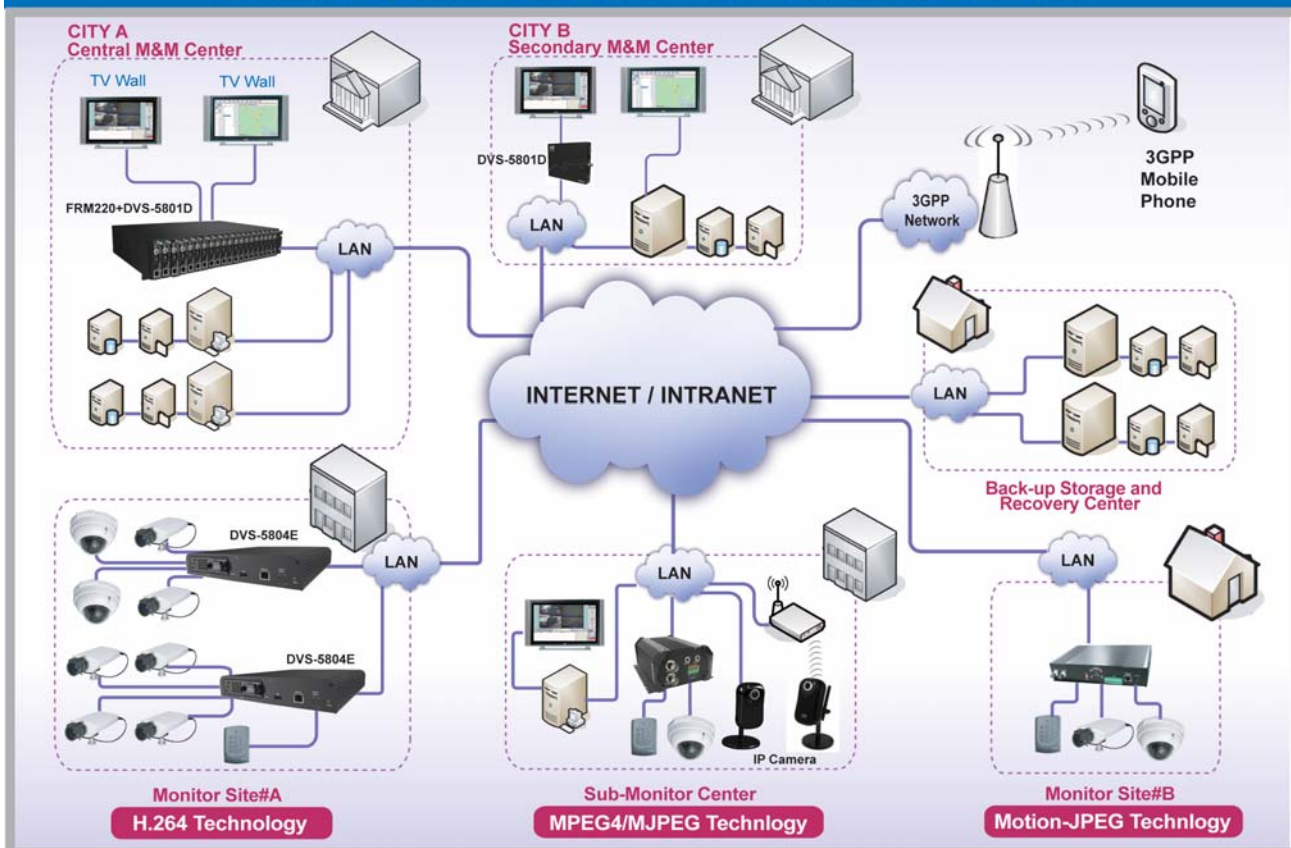 CITY A
Central M&M Center
TV Wall
TV Wall
FRM220+DVS-5801D
LAN
CITY B
Secondary M&M Center
DVS-5801D
LAN
3GPP
Network
3GPP
Mobile
Phone
INTERNET / INTRANET
LAN
Back-up Storage and
Recovery Center
DVS-5804E
LAN
DVS-5804E
Monitor Site#A
H.264 Technology
LAN
IP Camera
Sub-Monitor Center
MPEG4/MJPEG Technlogy
LAN
Monitor Site#B
Motion-JPEG Technlogy